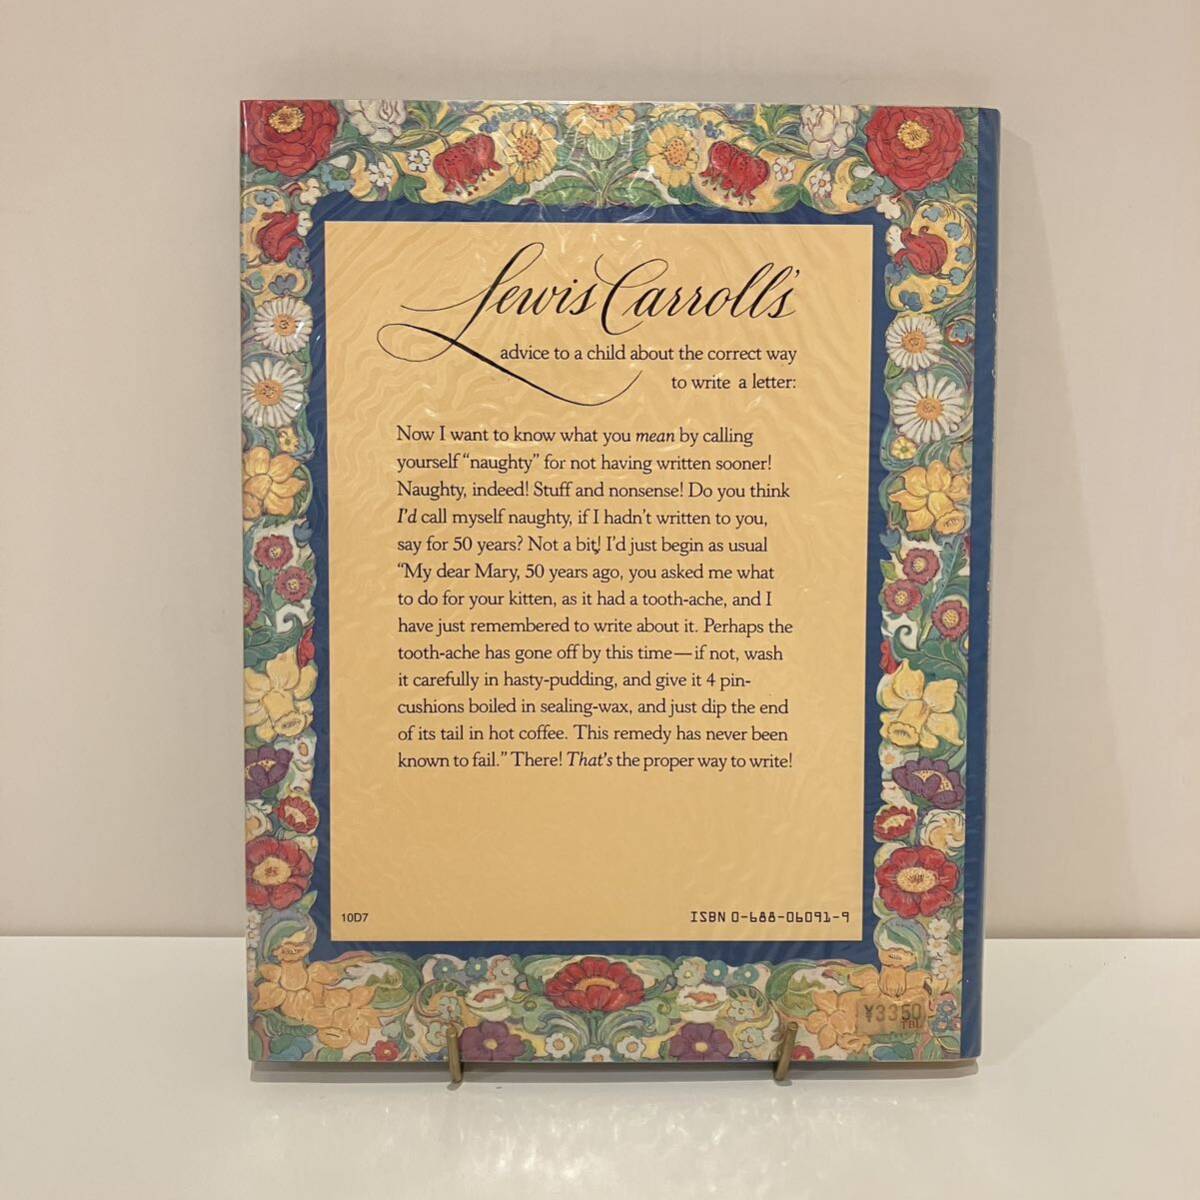 Lewis Carroll's
advice to a child about the correct way
to write a letter:
Now I want to know what you mean by calling
yourself “naughty” for not having written sooner!
Naughty, indeed! Stuff and nonsense! Do you think
I'd call myself naughty, if I hadn't written to you,
say for 50 years? Not a bit! I'd just begin as usual
“My dear Mary, 50 years ago, you asked me what
to do for your kitten, as it had a tooth-ache, and I
have just remembered to write about it. Perhaps the
tooth-ache has gone off by this time—if not, wash
it carefully in hasty-pudding, and give it 4 pin-
cushions boiled in sealing-wax, and just dip the end
of its tail in hot coffee. This remedy has never been
known to fail.” There! That's the proper way to write!
10D7 ISBN 0-688-06091-9
¥3350
TBL